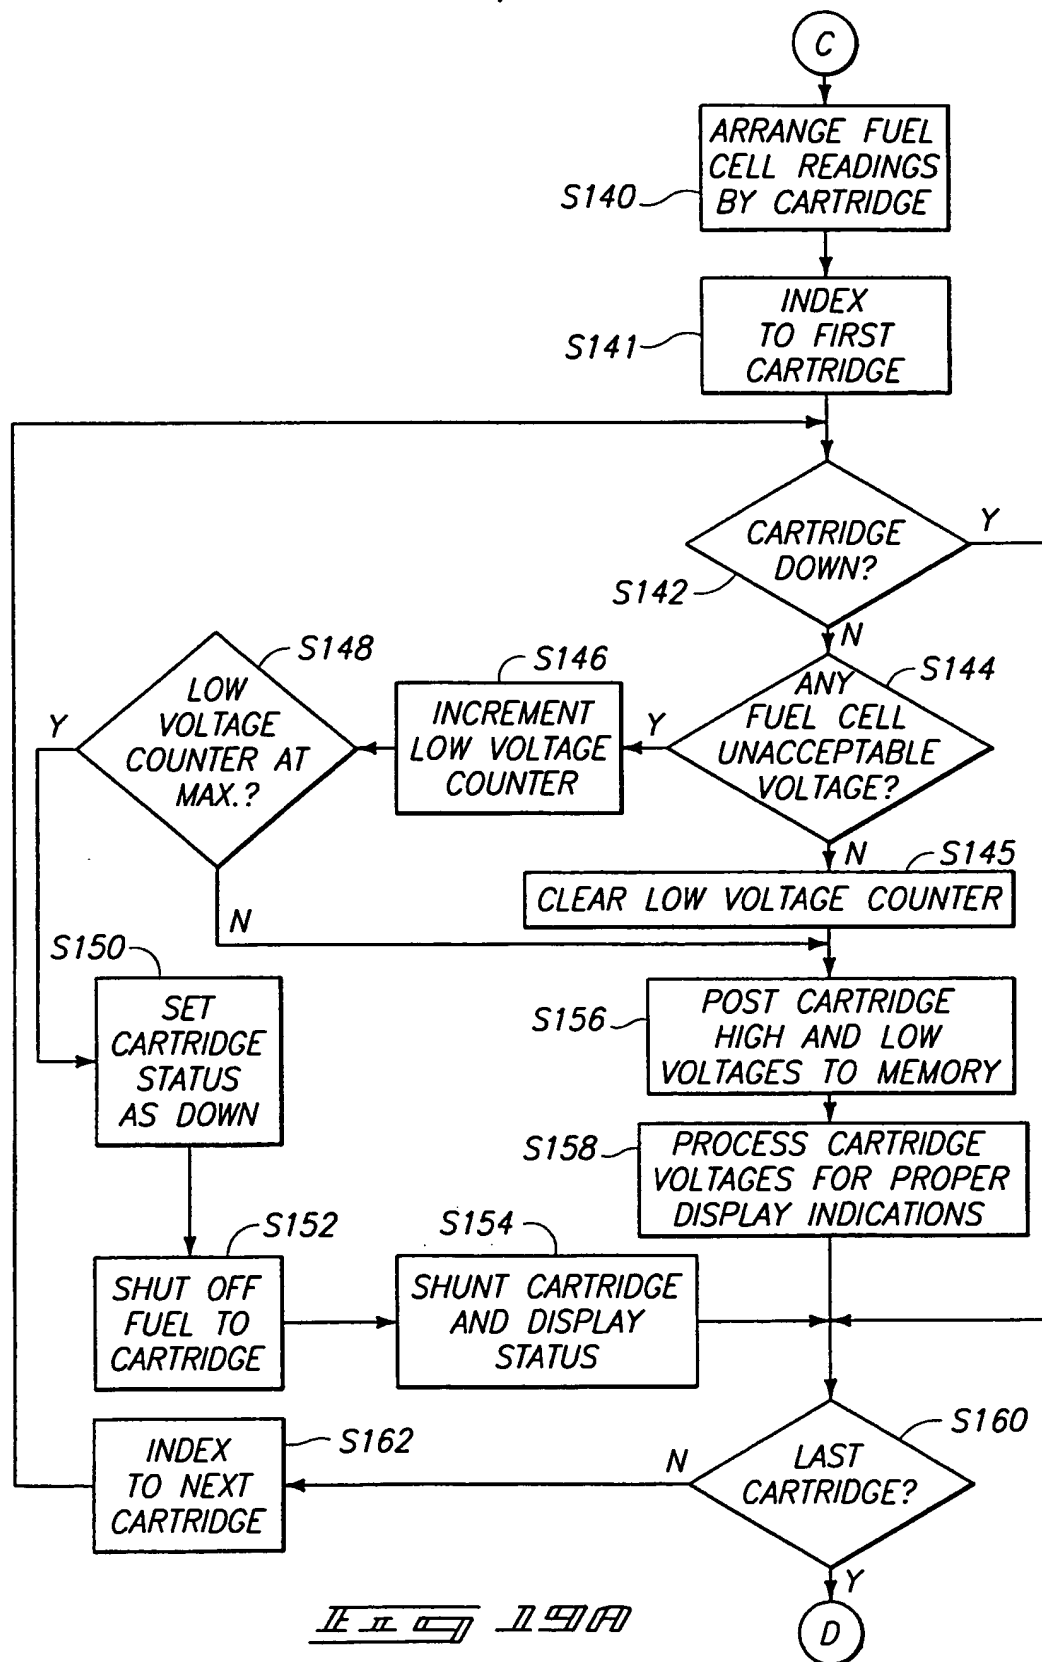 C
ARRANGE FUEL
CELL READINGS
BY CARTRIDGE
S140
INDEX
TO FIRST
CARTRIDGE
S141
CARTRIDGE
DOWN?
Y
S142
N
S148
LOW
VOLTAGE
COUNTER AT
MAX.?
Y
N
S146
INCREMENT
LOW VOLTAGE
COUNTER
Y
S144
ANY
FUEL CELL
UNACCEPTABLE
VOLTAGE?
N
S145
CLEAR LOW VOLTAGE COUNTER
S150
SET
CARTRIDGE
STATUS
AS DOWN
S156
POST CARTRIDGE
HIGH AND LOW
VOLTAGES TO MEMORY
S158
PROCESS CARTRIDGE
VOLTAGES FOR PROPER
DISPLAY INDICATIONS
S152
SHUT OFF
FUEL TO
CARTRIDGE
S154
SHUNT CARTRIDGE
AND DISPLAY
STATUS
S160
LAST
CARTRIDGE?
N
S162
INDEX
TO NEXT
CARTRIDGE
Y
D
FIG 19A